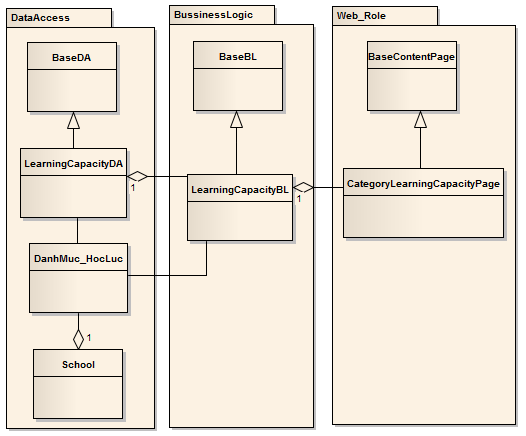 DataAccess
BaseDA
LearningCapacityDA
1
DanhMuc_HocLuc
1
School
BussinessLogic
BaseBL
LearningCapacityBL
1
Web_Role
BaseContentPage
CategoryLearningCapacityPage